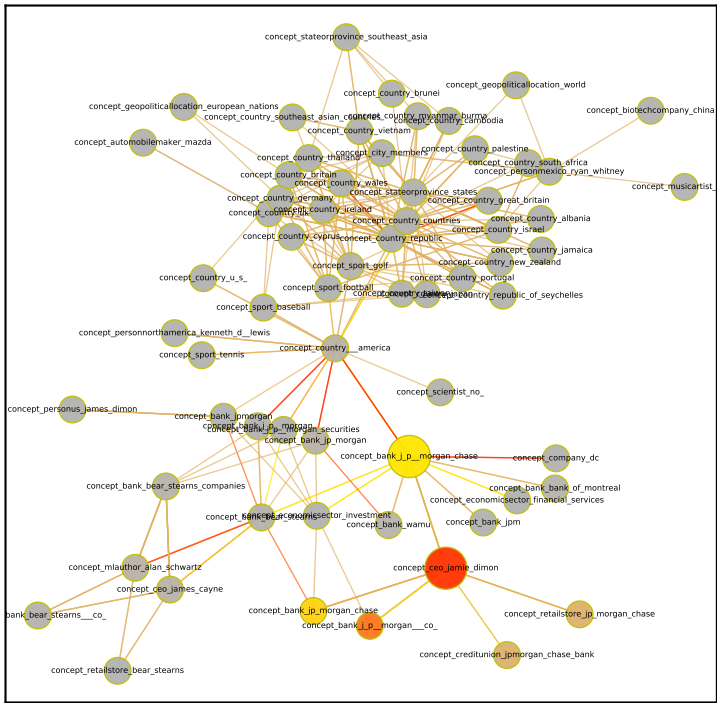 concept_stateorprovince_southeast_asia
concept_country_brunei
concept_geopoliticallocation_world
concept_geopoliticallocation_european_nations
concept_country_southeast_asian_countries
concept_country_myanmar_burma
concept_biotechcompany_china
concept_country_cambodia
concept_country_vietnam
concept_automobilemaker_mazda
concept_city_members
concept_country_palestine
concept_country_thailand
concept_country_south_africa
concept_personmexico_ryan_whitney
concept_country_britain
concept_country_wales
concept_musicartist_
concept_stateorprovince_states
concept_country_germany
concept_country_great_britain
concept_country_uk
concept_country_ireland
concept_country_countries
concept_country_albania
concept_country_israel
concept_country_cyprus
concept_country_republic
concept_country_jamaica
concept_country_new_zealand
concept_sport_golf
concept_country_u_s_
concept_country_portugal
concept_sport_football
concept_country_republic_of_seychelles
concept_sport_baseball
concept_personnorthamerica_kenneth_d__lewis
concept_country___america
concept_sport_tennis
concept_scientist_no_
concept_personus_james_dimon
concept_bank_jpmorgan
concept_bank_j_p__morgan
concept_bank_j_p__morgan_securities
concept_bank_jp_morgan
concept_bank_j_p__morgan_chase
concept_company_dc
concept_bank_bear_stearns_companies
concept_bank_bank_of_montreal
concept_economicsector_financial_services
concept_bank_bear_stearns
concept_economicsector_investment
concept_bank_wamu
concept_bank_jpm
concept_mlauthor_alan_schwartz
concept_ceo_jamie_dimon
concept_ceo_james_cayne
bank_bear_stearns___co_
concept_bank_jp_morgan_chase
concept_retailstore_jp_morgan_chase
concept_bank_j_p__morgan___co_
concept_creditunion_jpmorgan_chase_bank
concept_retailstore_bear_stearns